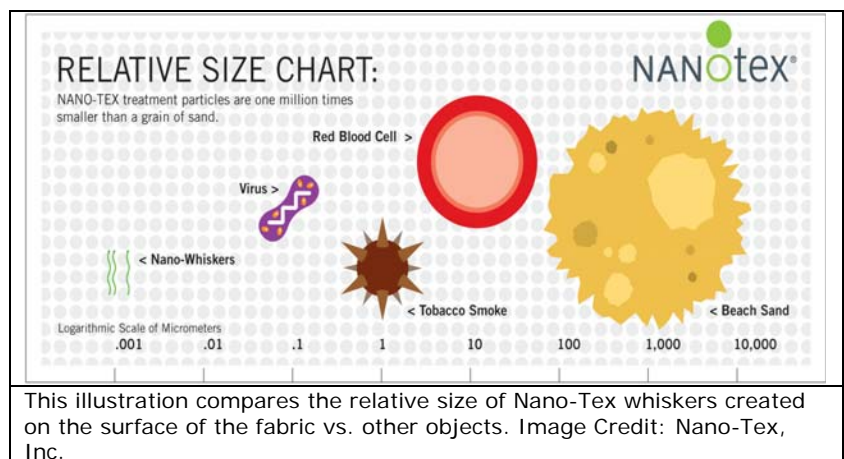 RELATIVE SIZE CHART:
NANOtex®
NANO-TEX treatment particles are one million times
smaller than a grain of sand.
Red Blood Cell >
Virus >
< Nano-Whiskers
< Tobacco Smoke
< Beach Sand
Logarithmic Scale of Micrometers
.001 .01 .1 1 10 100 1,000 10,000
This illustration compares the relative size of Nano-Tex whiskers created
on the surface of the fabric vs. other objects. Image Credit: Nano-Tex,
Inc.